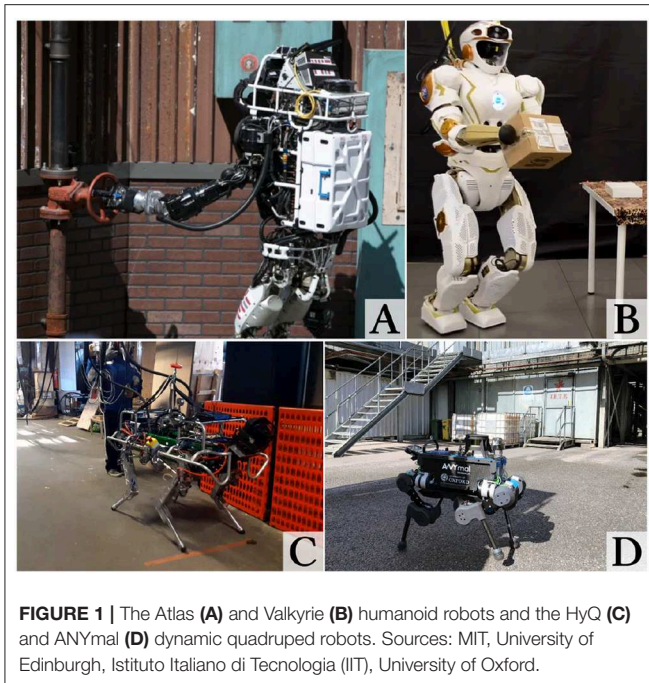 A
B
C
ANYmal
OXFORD
D
FIGURE 1 | The Atlas (A) and Valkyrie (B) humanoid robots and the HyQ (C)
and ANYmal (D) dynamic quadruped robots. Sources: MIT, University of
Edinburgh, Istituto Italiano di Tecnologia (IIT), University of Oxford.